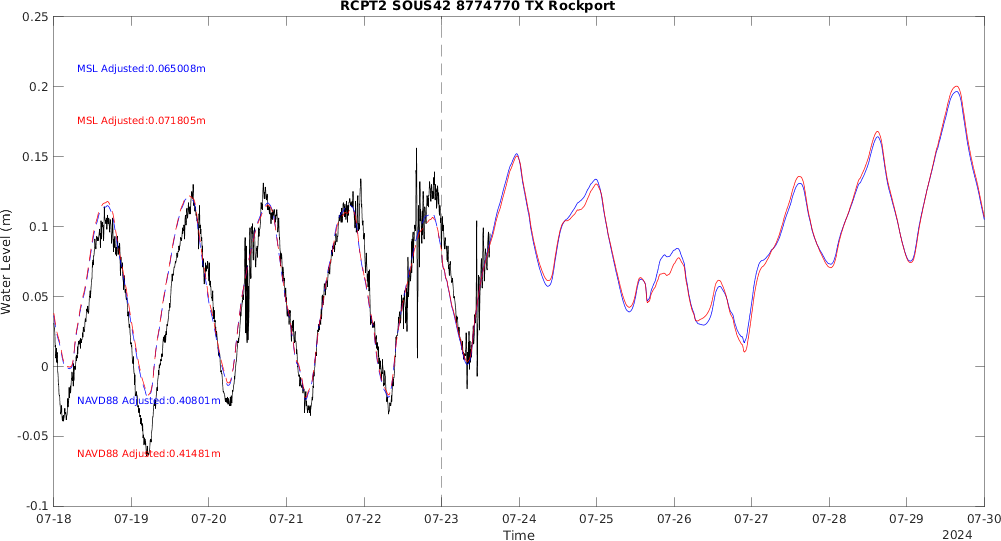 RCPT2 SOUS42 8774770 TX Rockport
0.25
0.2
0.15
0.1
0.05
0
-0.05
-0.1
Water Level (m)
MSL Adjusted:0.065008m
MSL Adjusted:0.071805m
NAVD88 Adjusted:0.40801m
NAVD88 Adjusted:0.41481m
07-18 07-19 07-20 07-21 07-22 07-23 07-24 07-25 07-26 07-27 07-28 07-29 07-30
Time
2024